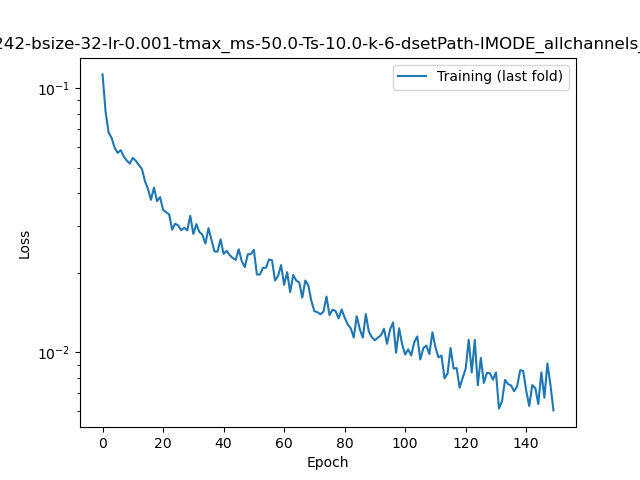 242-bsize-32-lr-0.001-tmax_ms-50.0-Ts-10.0-k-6-dsetPath-IMODE_allchannels_
Training (last fold)
10⁻¹
10⁻²
Loss
0 20 40 60 80 100 120 140
Epoch